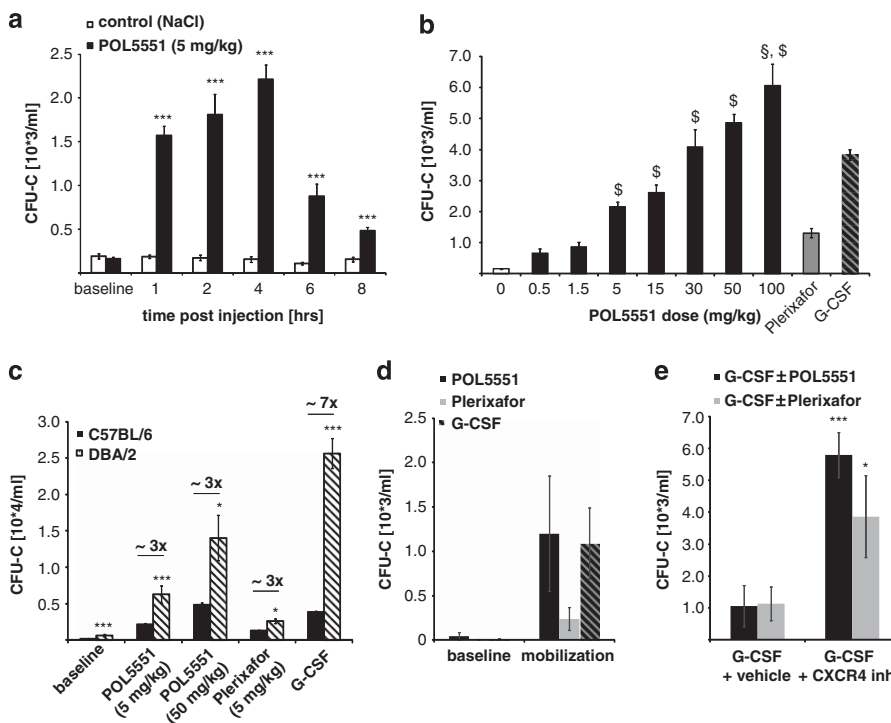 a
control (NaCl)
POL5551 (5 mg/kg)
CFU-C [10*3/ml]
2.5
2.0
1.5
1.0
0.5
***
***
***
***
***
baseline 1 2 4 6 8
time post injection [hrs]
b
CFU-C [10*3/ml]
7.0
6.0
5.0
4.0
3.0
2.0
1.0
$
$
$
$
§, $
0 0.5 1.5 5 15 30 50 100 Plerixafor G-CSF
POL5551 dose (mg/kg)
c
C57BL/6
DBA/2
CFU-C [10*4/ml]
3.0
2.5
2.0
1.5
1.0
0.5
***
~ 3x
***
~ 3x
*
~ 3x
*
~ 7x
***
baseline
POL5551
(5 mg/kg)
POL5551
(50 mg/kg)
Plerixafor
(5 mg/kg)
G-CSF
d
POL5551
Plerixafor
G-CSF
CFU-C [10*3/ml]
3.0
2.5
2.0
1.5
1.0
0.5
0
baseline mobilization
e
G-CSF±POL5551
G-CSF±Plerixafor
CFU-C [10*3/ml]
7.0
6.0
5.0
4.0
3.0
2.0
1.0
***
*
G-CSF
+ vehicle
G-CSF
+ CXCR4 inh